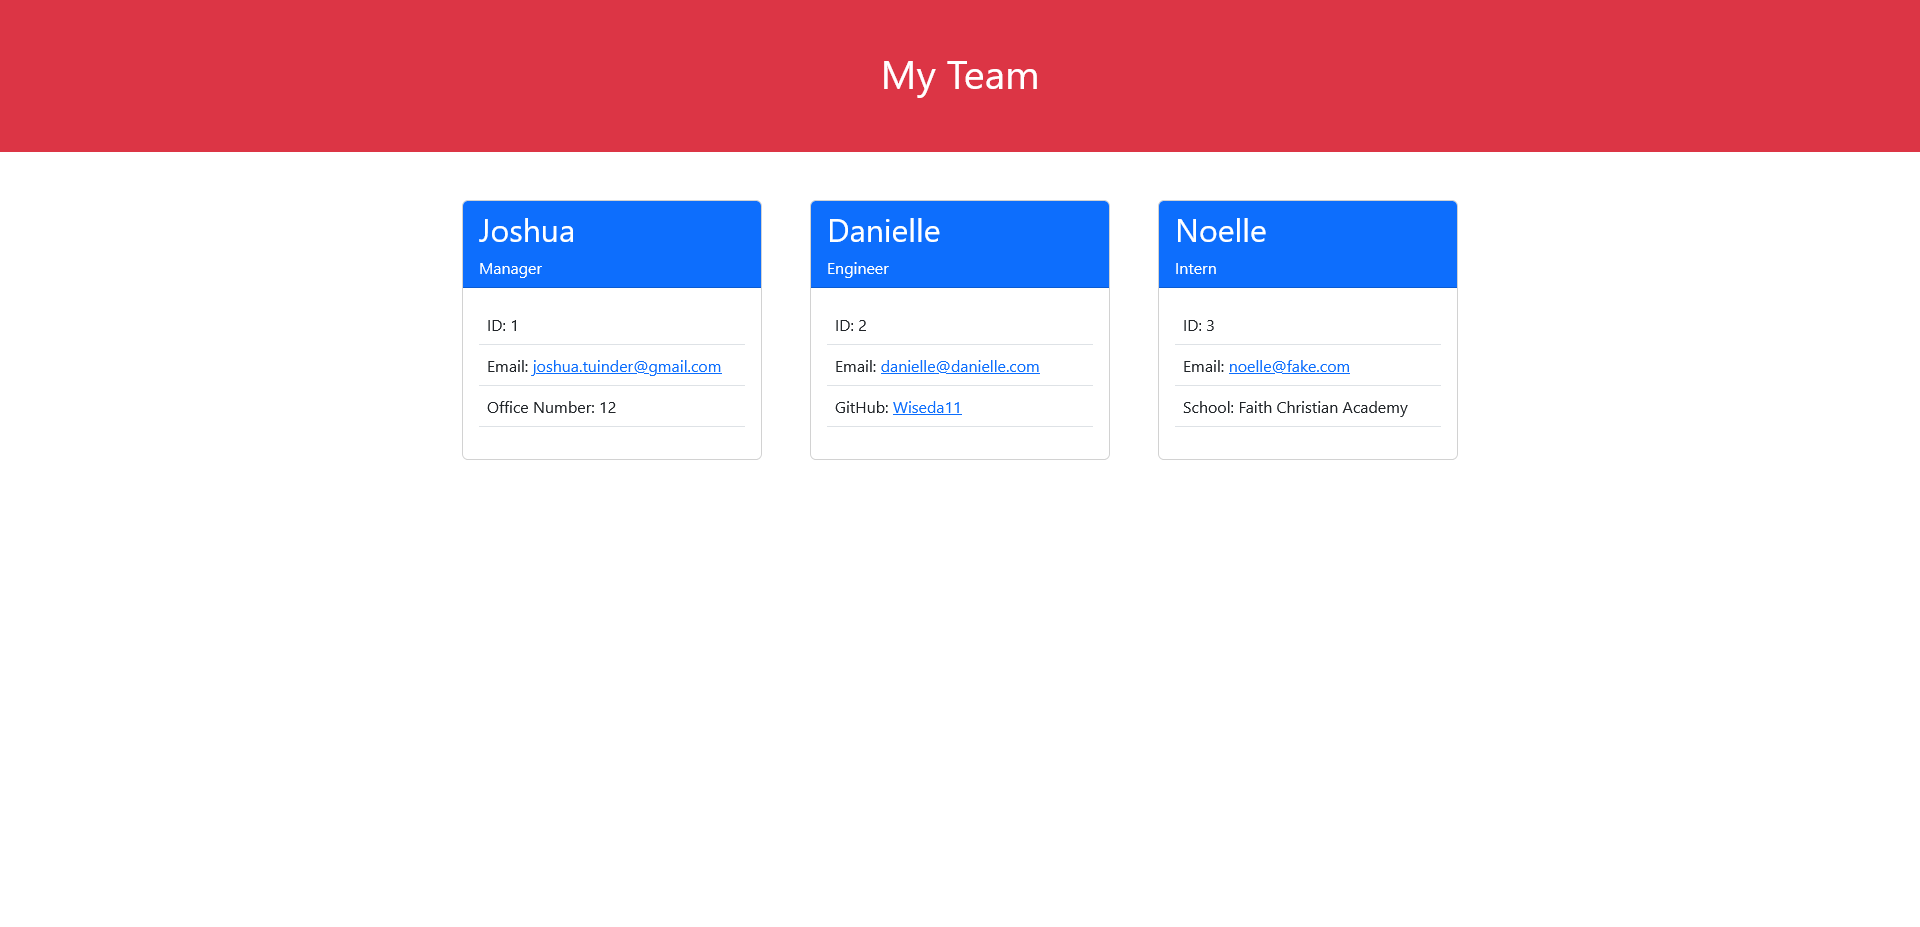 My Team
Joshua
Manager
ID: 1
Email: joshua.tuinder@gmail.com
Office Number: 12
Danielle
Engineer
ID: 2
Email: danielle@danielle.com
GitHub: Wiseda11
Noelle
Intern
ID: 3
Email: noelle@fake.com
School: Faith Christian Academy